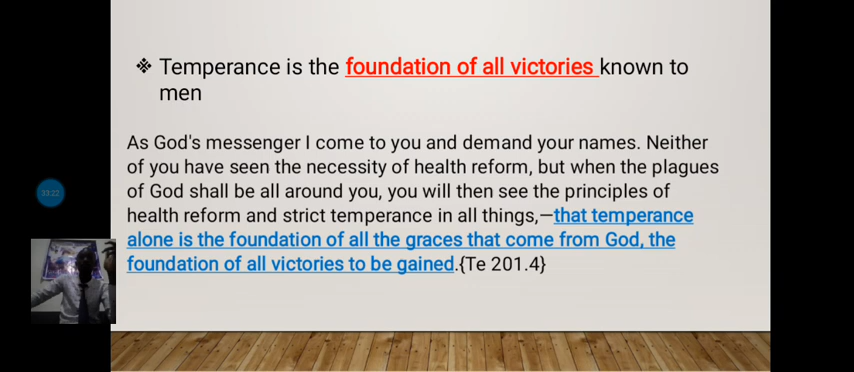 ❖ Temperance is the foundation of all victories known to
men
As God's messenger I come to you and demand your names. Neither
of you have seen the necessity of health reform, but when the plagues
of God shall be all around you, you will then see the principles of
health reform and strict temperance in all things,—that temperance
alone is the foundation of all the graces that come from God, the
foundation of all victories to be gained.{Te 201.4}
33:22